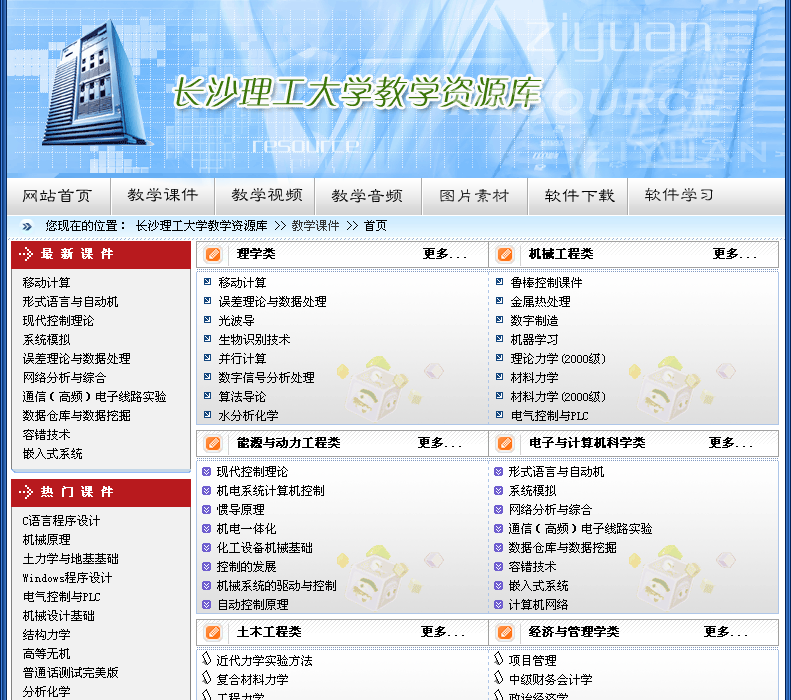 ziyuan
长沙理工大学教学资源库
RESOURCE
resource
ZIYUAN
网站首页 教学课件 教学视频 教学音频 图片素材 软件下载 软件学习
您现在的位置： 长沙理工大学教学资源库 >> 教学课件 >> 首页
最 新 课 件
移动计算
形式语言与自动机
现代控制理论
系统模拟
误差理论与数据处理
网络分析与综合
通信（高频）电子线路实验
数据仓库与数据挖掘
容错技术
嵌入式系统
热 门 课 件
C语言程序设计
机械原理
土力学与地基基础
Windows程序设计
电气控制与PLC
机械设计基础
结构力学
高等无机
普通话测试完美版
分析化学
理学类 更多...
移动计算
误差理论与数据处理
光波导
生物识别技术
并行计算
数字信号分析处理
算法导论
水分析化学
机械工程类 更多...
鲁棒控制课件
金属热处理
数字制造
机器学习
理论力学(2000级)
材料力学
材料力学(2000级)
电气控制与PLC
能源与动力工程类 更多...
现代控制理论
机电系统计算机控制
惯导原理
机电一体化
化工设备机械基础
控制的发展
机械系统的驱动与控制
自动控制原理
电子与计算机科学类 更多...
形式语言与自动机
系统模拟
网络分析与综合
通信（高频）电子线路实验
数据仓库与数据挖掘
容错技术
嵌入式系统
计算机网络
土木工程类 更多...
近代力学实验方法
复合材料力学
工程力学
经济与管理学类 更多...
项目管理
中级财务会计学
政治经济学